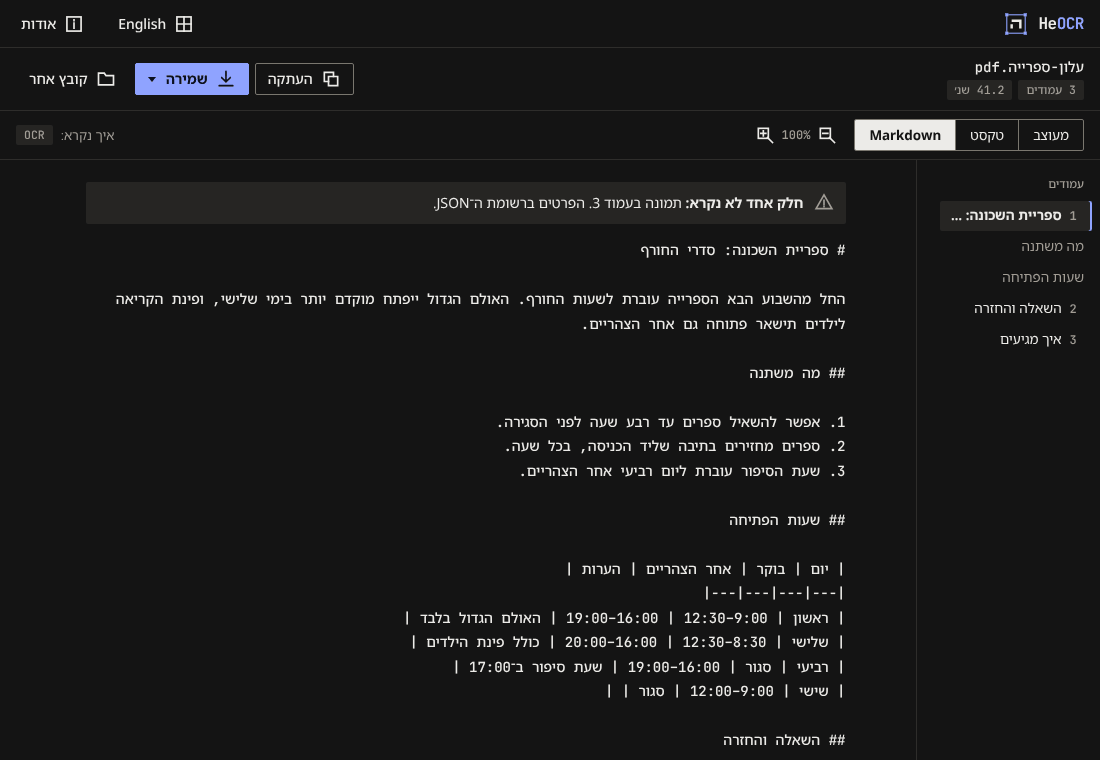 HeOCR
English
אודות
עלון-ספרייה.pdf
3 עמודים
41.2 שני
העתקה
שמירה
קובץ אחר
מעוצב
טקסט
Markdown
100%
איך נקרא: OCR
עמודים
1 ספריית השכונה: ...
מה משתנה
שעות הפתיחה
2 השאלה והחזרה
3 איך מגיעים
חלק אחד לא נקרא: תמונה בעמוד 3. הפרטים ברשומת ה־JSON.
# ספריית השכונה: סדרי החורף
החל מהשבוע הבא הספרייה עוברת לשעות החורף. האולם הגדול ייפתח מוקדם יותר בימי שלישי, ופינת הקריאה
לילדים תישאר פתוחה גם אחר הצהריים.
## מה משתנה
1. אפשר להשאיל ספרים עד רבע שעה לפני הסגירה.
2. ספרים מחזירים בתיבה שליד הכניסה, בכל שעה.
3. שעת הסיפור עוברת ליום רביעי אחר הצהריים.
## שעות הפתיחה
| יום | בוקר | אחר הצהריים | הערות |
|---|---|---|---|
| ראשון | 9:00–12:30 | 16:00–19:00 | האולם הגדול בלבד |
| שלישי | 8:30–12:30 | 16:00–20:00 | כולל פינת הילדים |
| רביעי | סגור | 16:00–19:00 | שעת סיפור ב־17:00 |
| שישי | 9:00–12:00 | סגור | |
## השאלה והחזרה